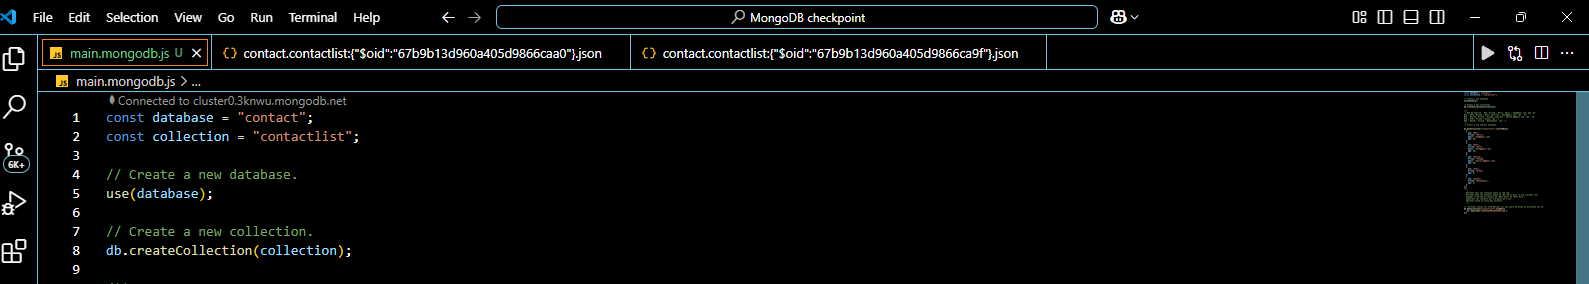 File Edit Selection View Go Run Terminal Help
MongoDB checkpoint
JS main.mongodb.js U
{} contact.contactlist:{"$oid":"67b9b13d960a405d9866caa0"}.json
{} contact.contactlist:{"$oid":"67b9b13d960a405d9866ca9f"}.json
JS main.mongodb.js > ...
Connected to cluster0.3knwu.mongodb.net
1 const database = "contact";
2 const collection = "contactlist";
3
4 // Create a new database.
5 use(database);
6
7 // Create a new collection.
8 db.createCollection(collection);
9
6K+